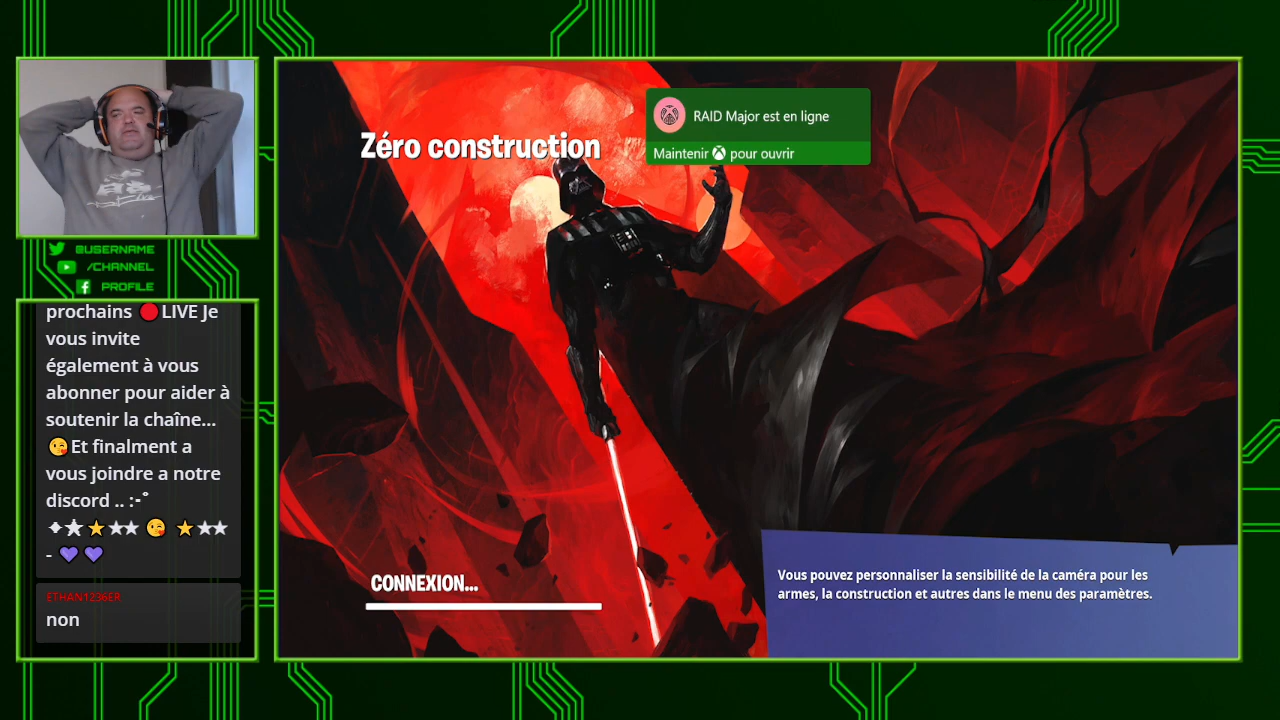 @USERNAME
/CHANNEL
PROFILE
prochains 🔴LIVE Je
vous invite
également à vous
abonner pour aider à
soutenir la chaîne...
😘Et finalment a
vous joindre a notre
discord .. :-˚
✦★⭐★★ 😘 ⭐★★
- 💜 💜
ETHAN1236ER
non
Zéro construction
RAID Major est en ligne
Maintenir pour ouvrir
CONNEXION...
Vous pouvez personnaliser la sensibilité de la caméra pour les
armes, la construction et autres dans le menu des paramètres.